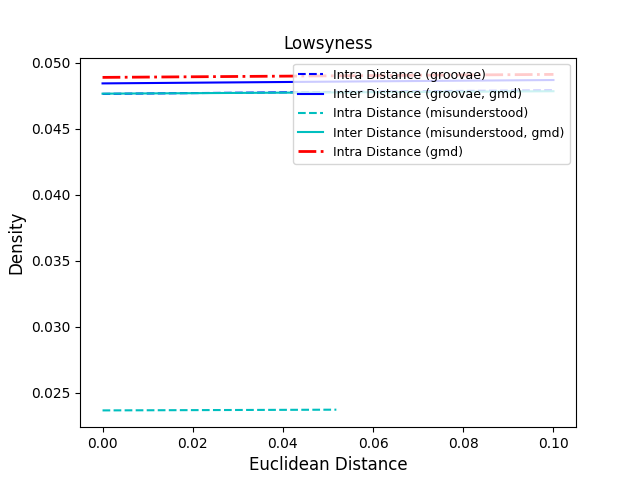 Lowsyness
0.050
0.045
0.040
0.035
0.030
0.025
Density
Intra Distance (groovae)
Inter Distance (groovae, gmd)
Intra Distance (misunderstood)
Inter Distance (misunderstood, gmd)
Intra Distance (gmd)
0.00 0.02 0.04 0.06 0.08 0.10
Euclidean Distance